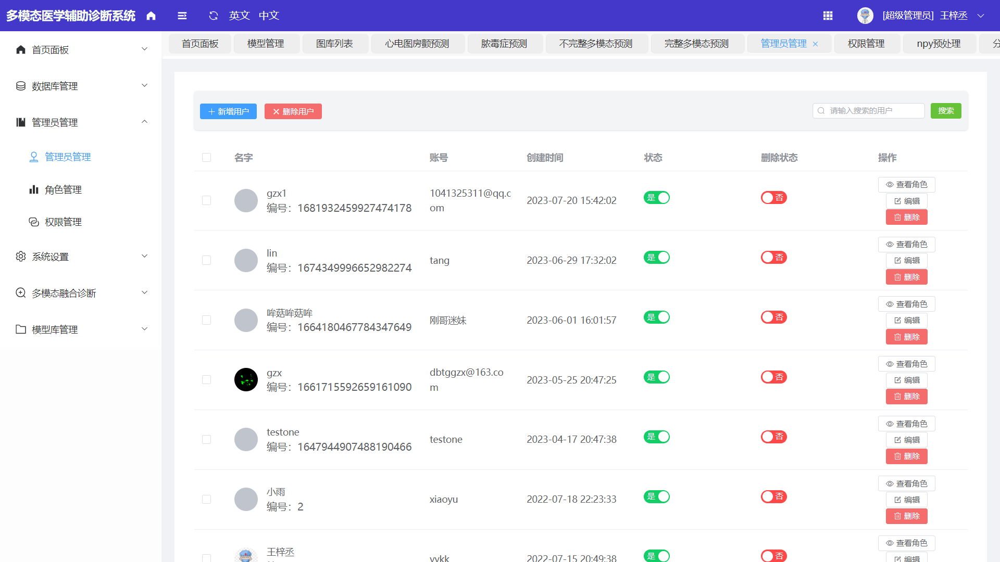 多模态医学辅助诊断系统 英文 中文 [超级管理员] 王梓丞
首页面板 模型管理 图库列表 心电图房颤预测 脓毒症预测 不完整多模态预测 完整多模态预测 管理员管理 权限管理 npy预处理 分
首页面板
数据库管理
管理员管理
管理员管理
角色管理
权限管理
系统设置
多模态融合诊断
模型库管理
新增用户 删除用户 请输入搜索的用户 搜索
名字 账号 创建时间 状态 删除状态 操作
gzx1
编号：1681932459927474178
1041325311@qq.c
om
2023-07-20 15:42:02 是 否
查看角色
编辑
删除
lin
编号：1674349996652982274
tang 2023-06-29 17:32:02 是 否
查看角色
编辑
删除
哞菇哞菇哞
编号：1664180467784347649
刚哥迷妹 2023-06-01 16:01:57 是 否
查看角色
编辑
删除
gzx
编号：1661715592659161090
dbtggzx@163.co
m
2023-05-25 20:47:25 是 否
查看角色
编辑
删除
testone
编号：1647944907488190466
testone 2023-04-17 20:47:38 是 否
查看角色
编辑
删除
小雨
编号：2
xiaoyu 2022-07-18 22:23:33 是 否
查看角色
编辑
删除
王梓丞
2022-07-15 20:49:38 是 否
查看角色
编辑